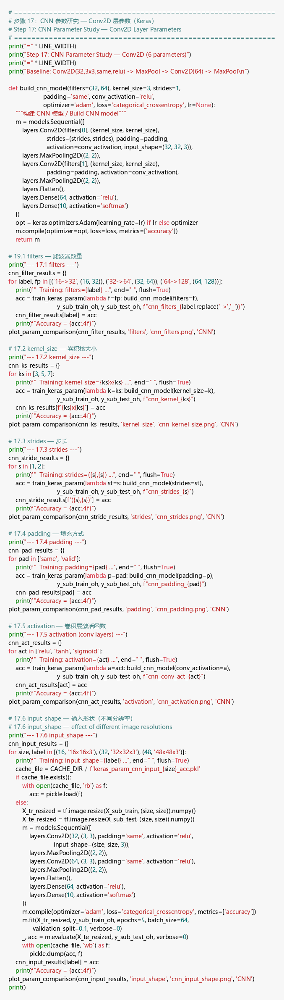 # ============================================================
# 步骤 17：CNN 参数研究 — Conv2D 层参数（Keras）
# Step 17: CNN Parameter Study — Conv2D Layer Parameters
# ============================================================
print("=" * LINE_WIDTH)
print("Step 17: CNN Parameter Study — Conv2D (6 parameters)")
print("=" * LINE_WIDTH)
print("Baseline: Conv2D(32,3x3,same,relu) -> MaxPool -> Conv2D(64) -> MaxPool\n")

def build_cnn_model(filters=(32, 64), kernel_size=3, strides=1,
                    padding='same', conv_activation='relu',
                    optimizer='adam', loss='categorical_crossentropy', lr=None):
    """构建 CNN 模型 / Build CNN model"""
    m = models.Sequential([
        layers.Conv2D(filters[0], (kernel_size, kernel_size),
                      strides=(strides, strides), padding=padding,
                      activation=conv_activation, input_shape=(32, 32, 3)),
        layers.MaxPooling2D((2, 2)),
        layers.Conv2D(filters[1], (kernel_size, kernel_size),
                      padding=padding, activation=conv_activation),
        layers.MaxPooling2D((2, 2)),
        layers.Flatten(),
        layers.Dense(64, activation='relu'),
        layers.Dense(10, activation='softmax')
    ])
    opt = keras.optimizers.Adam(learning_rate=lr) if lr else optimizer
    m.compile(optimizer=opt, loss=loss, metrics=['accuracy'])
    return m

# 19.1 filters — 滤波器数量
print("--- 17.1 filters ---")
cnn_filter_results = {}
for label, fp in [('16->32', (16, 32)), ('32->64', (32, 64)), ('64->128', (64, 128))]:
    print(f"  Training: filters={label} ...", end=" ", flush=True)
    acc = train_keras_param(lambda f=fp: build_cnn_model(filters=f),
                            y_sub_train_oh, y_sub_test_oh, f"cnn_filters_{label.replace('->','_')}")
    cnn_filter_results[label] = acc
    print(f"Accuracy = {acc:.4f}")
plot_param_comparison(cnn_filter_results, 'filters', 'cnn_filters.png', 'CNN')

# 17.2 kernel_size — 卷积核大小
print("--- 17.2 kernel_size ---")
cnn_ks_results = {}
for ks in [3, 5, 7]:
    print(f"  Training: kernel_size={ks}x{ks} ...", end=" ", flush=True)
    acc = train_keras_param(lambda k=ks: build_cnn_model(kernel_size=k),
                            y_sub_train_oh, y_sub_test_oh, f"cnn_kernel_{ks}")
    cnn_ks_results[f'{ks}x{ks}'] = acc
    print(f"Accuracy = {acc:.4f}")
plot_param_comparison(cnn_ks_results, 'kernel_size', 'cnn_kernel_size.png', 'CNN')

# 17.3 strides — 步长
print("--- 17.3 strides ---")
cnn_stride_results = {}
for s in [1, 2]:
    print(f"  Training: strides=({s},{s}) ...", end=" ", flush=True)
    acc = train_keras_param(lambda st=s: build_cnn_model(strides=st),
                            y_sub_train_oh, y_sub_test_oh, f"cnn_strides_{s}")
    cnn_stride_results[f'({s},{s})'] = acc
    print(f"Accuracy = {acc:.4f}")
plot_param_comparison(cnn_stride_results, 'strides', 'cnn_strides.png', 'CNN')

# 17.4 padding — 填充方式
print("--- 17.4 padding ---")
cnn_pad_results = {}
for pad in ['same', 'valid']:
    print(f"  Training: padding={pad} ...", end=" ", flush=True)
    acc = train_keras_param(lambda p=pad: build_cnn_model(padding=p),
                            y_sub_train_oh, y_sub_test_oh, f"cnn_padding_{pad}")
    cnn_pad_results[pad] = acc
    print(f"Accuracy = {acc:.4f}")
plot_param_comparison(cnn_pad_results, 'padding', 'cnn_padding.png', 'CNN')

# 17.5 activation — 卷积层激活函数
print("--- 17.5 activation (conv layers) ---")
cnn_act_results = {}
for act in ['relu', 'tanh', 'sigmoid']:
    print(f"  Training: activation={act} ...", end=" ", flush=True)
    acc = train_keras_param(lambda a=act: build_cnn_model(conv_activation=a),
                            y_sub_train_oh, y_sub_test_oh, f"cnn_conv_act_{act}")
    cnn_act_results[act] = acc
    print(f"Accuracy = {acc:.4f}")
plot_param_comparison(cnn_act_results, 'activation', 'cnn_activation.png', 'CNN')

# 17.6 input_shape — 输入形状（不同分辨率）
# 17.6 input_shape — effect of different image resolutions
print("--- 17.6 input_shape ---")
cnn_input_results = {}
for size, label in [(16, '16x16x3'), (32, '32x32x3'), (48, '48x48x3')]:
    print(f"  Training: input_shape={label} ...", end=" ", flush=True)
    cache_file = CACHE_DIR / f'keras_param_cnn_input_{size}_acc.pkl'
    if cache_file.exists():
        with open(cache_file, 'rb') as f:
            acc = pickle.load(f)
    else:
        X_tr_resized = tf.image.resize(X_sub_train, (size, size)).numpy()
        X_te_resized = tf.image.resize(X_sub_test, (size, size)).numpy()
        m = models.Sequential([
            layers.Conv2D(32, (3, 3), padding='same', activation='relu',
                          input_shape=(size, size, 3)),
            layers.MaxPooling2D((2, 2)),
            layers.Conv2D(64, (3, 3), padding='same', activation='relu'),
            layers.MaxPooling2D((2, 2)),
            layers.Flatten(),
            layers.Dense(64, activation='relu'),
            layers.Dense(10, activation='softmax')
        ])
        m.compile(optimizer='adam', loss='categorical_crossentropy', metrics=['accuracy'])
        m.fit(X_tr_resized, y_sub_train_oh, epochs=5, batch_size=64,
              validation_split=0.1, verbose=0)
        _, acc = m.evaluate(X_te_resized, y_sub_test_oh, verbose=0)
        with open(cache_file, 'wb') as f:
            pickle.dump(acc, f)
    cnn_input_results[label] = acc
    print(f"Accuracy = {acc:.4f}")
plot_param_comparison(cnn_input_results, 'input_shape', 'cnn_input_shape.png', 'CNN')
print()